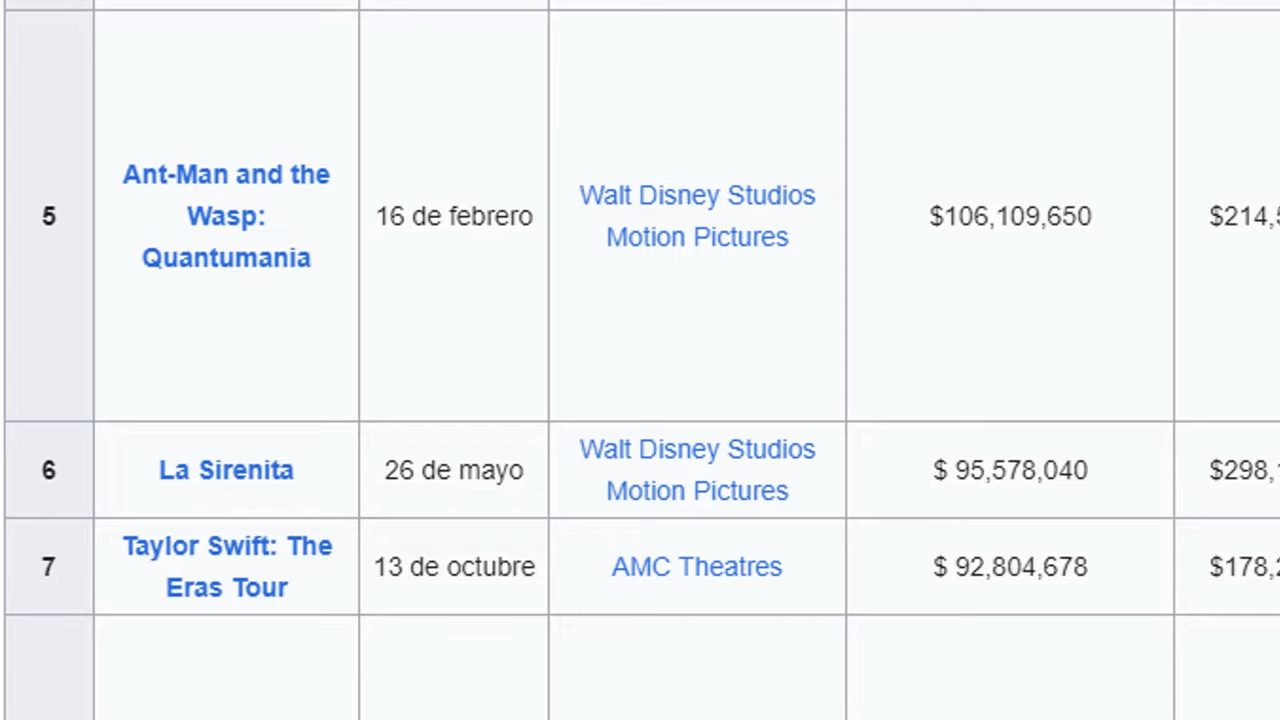 5
Ant-Man and the
Wasp:
Quantumania
16 de febrero
Walt Disney Studios
Motion Pictures
$106,109,650
6
La Sirenita
26 de mayo
Walt Disney Studios
Motion Pictures
$ 95,578,040
$298,
7
Taylor Swift: The
Eras Tour
13 de octubre
AMC Theatres
$ 92,804,678
$178,